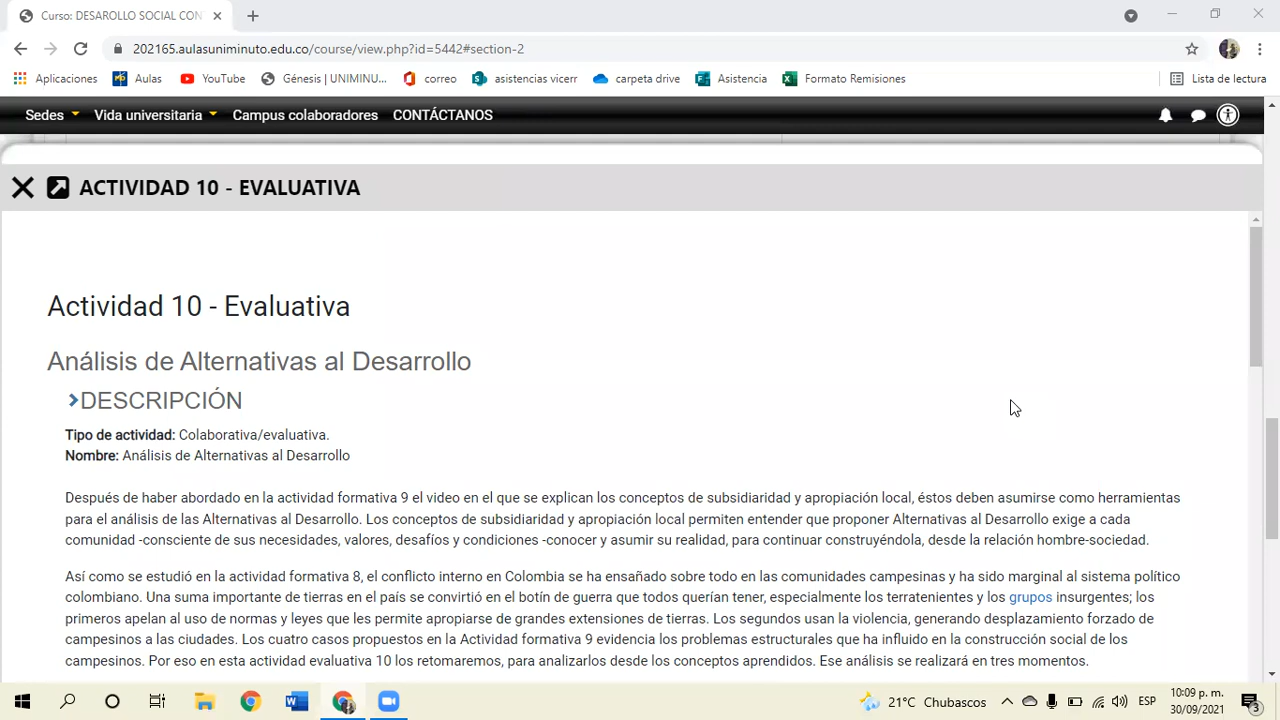 Curso: DESAROLLO SOCIAL CON
202165.aulasuniminuto.edu.co/course/view.php?id=5442#section-2
Aplicaciones Aulas YouTube Génesis | UNIMINU... correo asistencias vicerr carpeta drive Asistencia Formato Remisiones Lista de lectura
Sedes Vida universitaria Campus colaboradores CONTÁCTANOS
ACTIVIDAD 10 - EVALUATIVA
Actividad 10 - Evaluativa
Análisis de Alternativas al Desarrollo
DESCRIPCIÓN
Tipo de actividad: Colaborativa/evaluativa.
Nombre: Análisis de Alternativas al Desarrollo
Después de haber abordado en la actividad formativa 9 el video en el que se explican los conceptos de subsidiaridad y apropiación local, éstos deben asumirse como herramientas
para el análisis de las Alternativas al Desarrollo. Los conceptos de subsidiaridad y apropiación local permiten entender que proponer Alternativas al Desarrollo exige a cada
comunidad -consciente de sus necesidades, valores, desafíos y condiciones -conocer y asumir su realidad, para continuar construyéndola, desde la relación hombre-sociedad.
Así como se estudió en la actividad formativa 8, el conflicto interno en Colombia se ha ensañado sobre todo en las comunidades campesinas y ha sido marginal al sistema político
colombiano. Una suma importante de tierras en el país se convirtió en el botín de guerra que todos querían tener, especialmente los terratenientes y los grupos insurgentes; los
primeros apelan al uso de normas y leyes que les permite apropiarse de grandes extensiones de tierras. Los segundos usan la violencia, generando desplazamiento forzado de
campesinos a las ciudades. Los cuatro casos propuestos en la Actividad formativa 9 evidencia los problemas estructurales que ha influido en la construcción social de los
campesinos. Por eso en esta actividad evaluativa 10 los retomaremos, para analizarlos desde los conceptos aprendidos. Ese análisis se realizará en tres momentos.
21°C Chubascos ESP 10:09 p. m.
30/09/2021 3